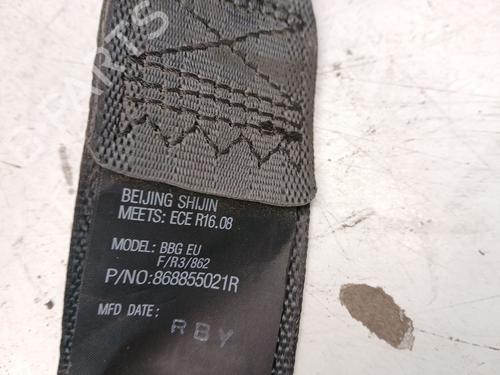 BEIJING SHIJIN
MEETS: ECE R16.08
MODEL: BBG EU
F/R3/862
P/NO:868855021R
MFD DATE:
RBY